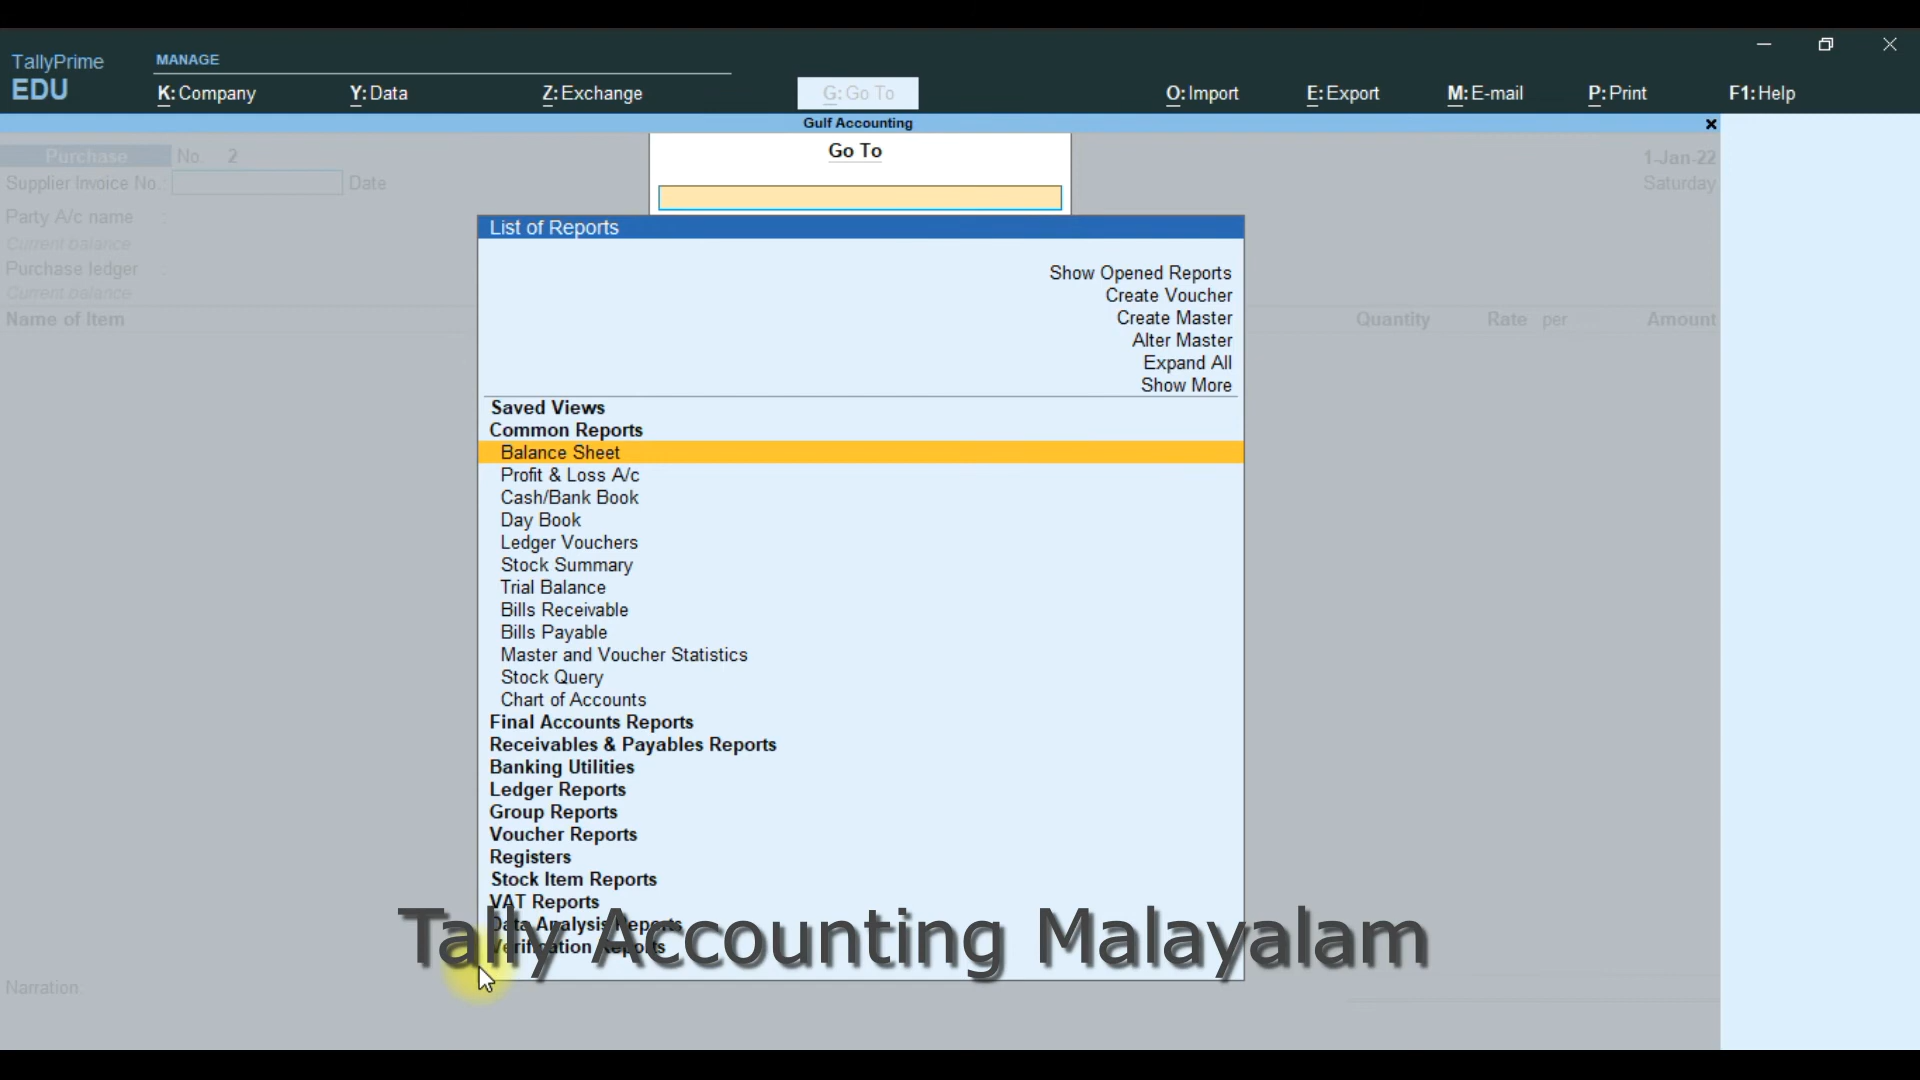 TallyPrime
EDU
MANAGE
K: Company
Y: Data
Z: Exchange
G: Go To
O: Import
E: Export
M: E-mail
P: Print
F1: Help
Gulf Accounting
Go To
Purchase No. 2
1-Jan-22
Supplier Invoice No.: Date
Saturday
Party A/c name :
Current balance
Purchase ledger :
Current balance
Name of Item Quantity Rate per Amount
List of Reports
Show Opened Reports
Create Voucher
Create Master
Alter Master
Expand All
Show More
Saved Views
Common Reports
Balance Sheet
Profit & Loss A/c
Cash/Bank Book
Day Book
Ledger Vouchers
Stock Summary
Trial Balance
Bills Receivable
Bills Payable
Master and Voucher Statistics
Stock Query
Chart of Accounts
Final Accounts Reports
Receivables & Payables Reports
Banking Utilities
Ledger Reports
Group Reports
Voucher Reports
Registers
Stock Item Reports
VAT Reports
Data Analysis Reports
Verification Reports
Tally Accounting Malayalam
Narration: